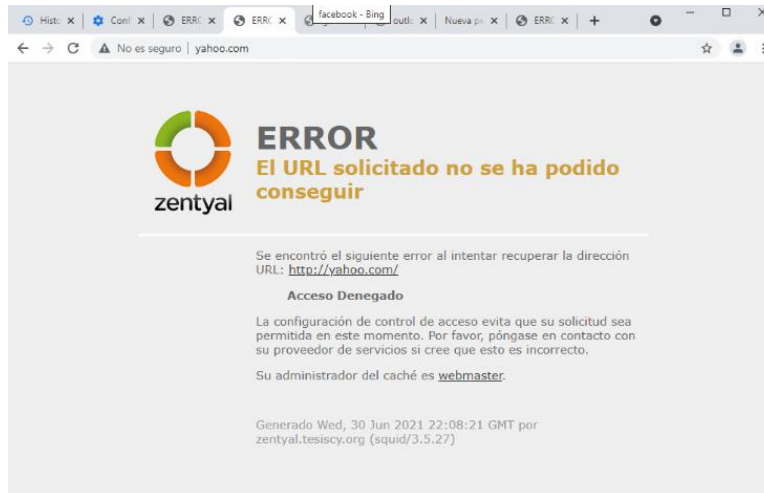 facebook - Bing
Histo
Conf
ERRO
ERRO
outlo
Nueva pe
ERRO
No es seguro | yahoo.com
zentyal
ERROR
El URL solicitado no se ha podido
conseguir
Se encontró el siguiente error al intentar recuperar la dirección
URL: http://yahoo.com/
Acceso Denegado
La configuración de control de acceso evita que su solicitud sea
permitida en este momento. Por favor, póngase en contacto con
su proveedor de servicios si cree que esto es incorrecto.
Su administrador del caché es webmaster.
Generado Wed, 30 Jun 2021 22:08:21 GMT por
zentyal.tesiscy.org (squid/3.5.27)